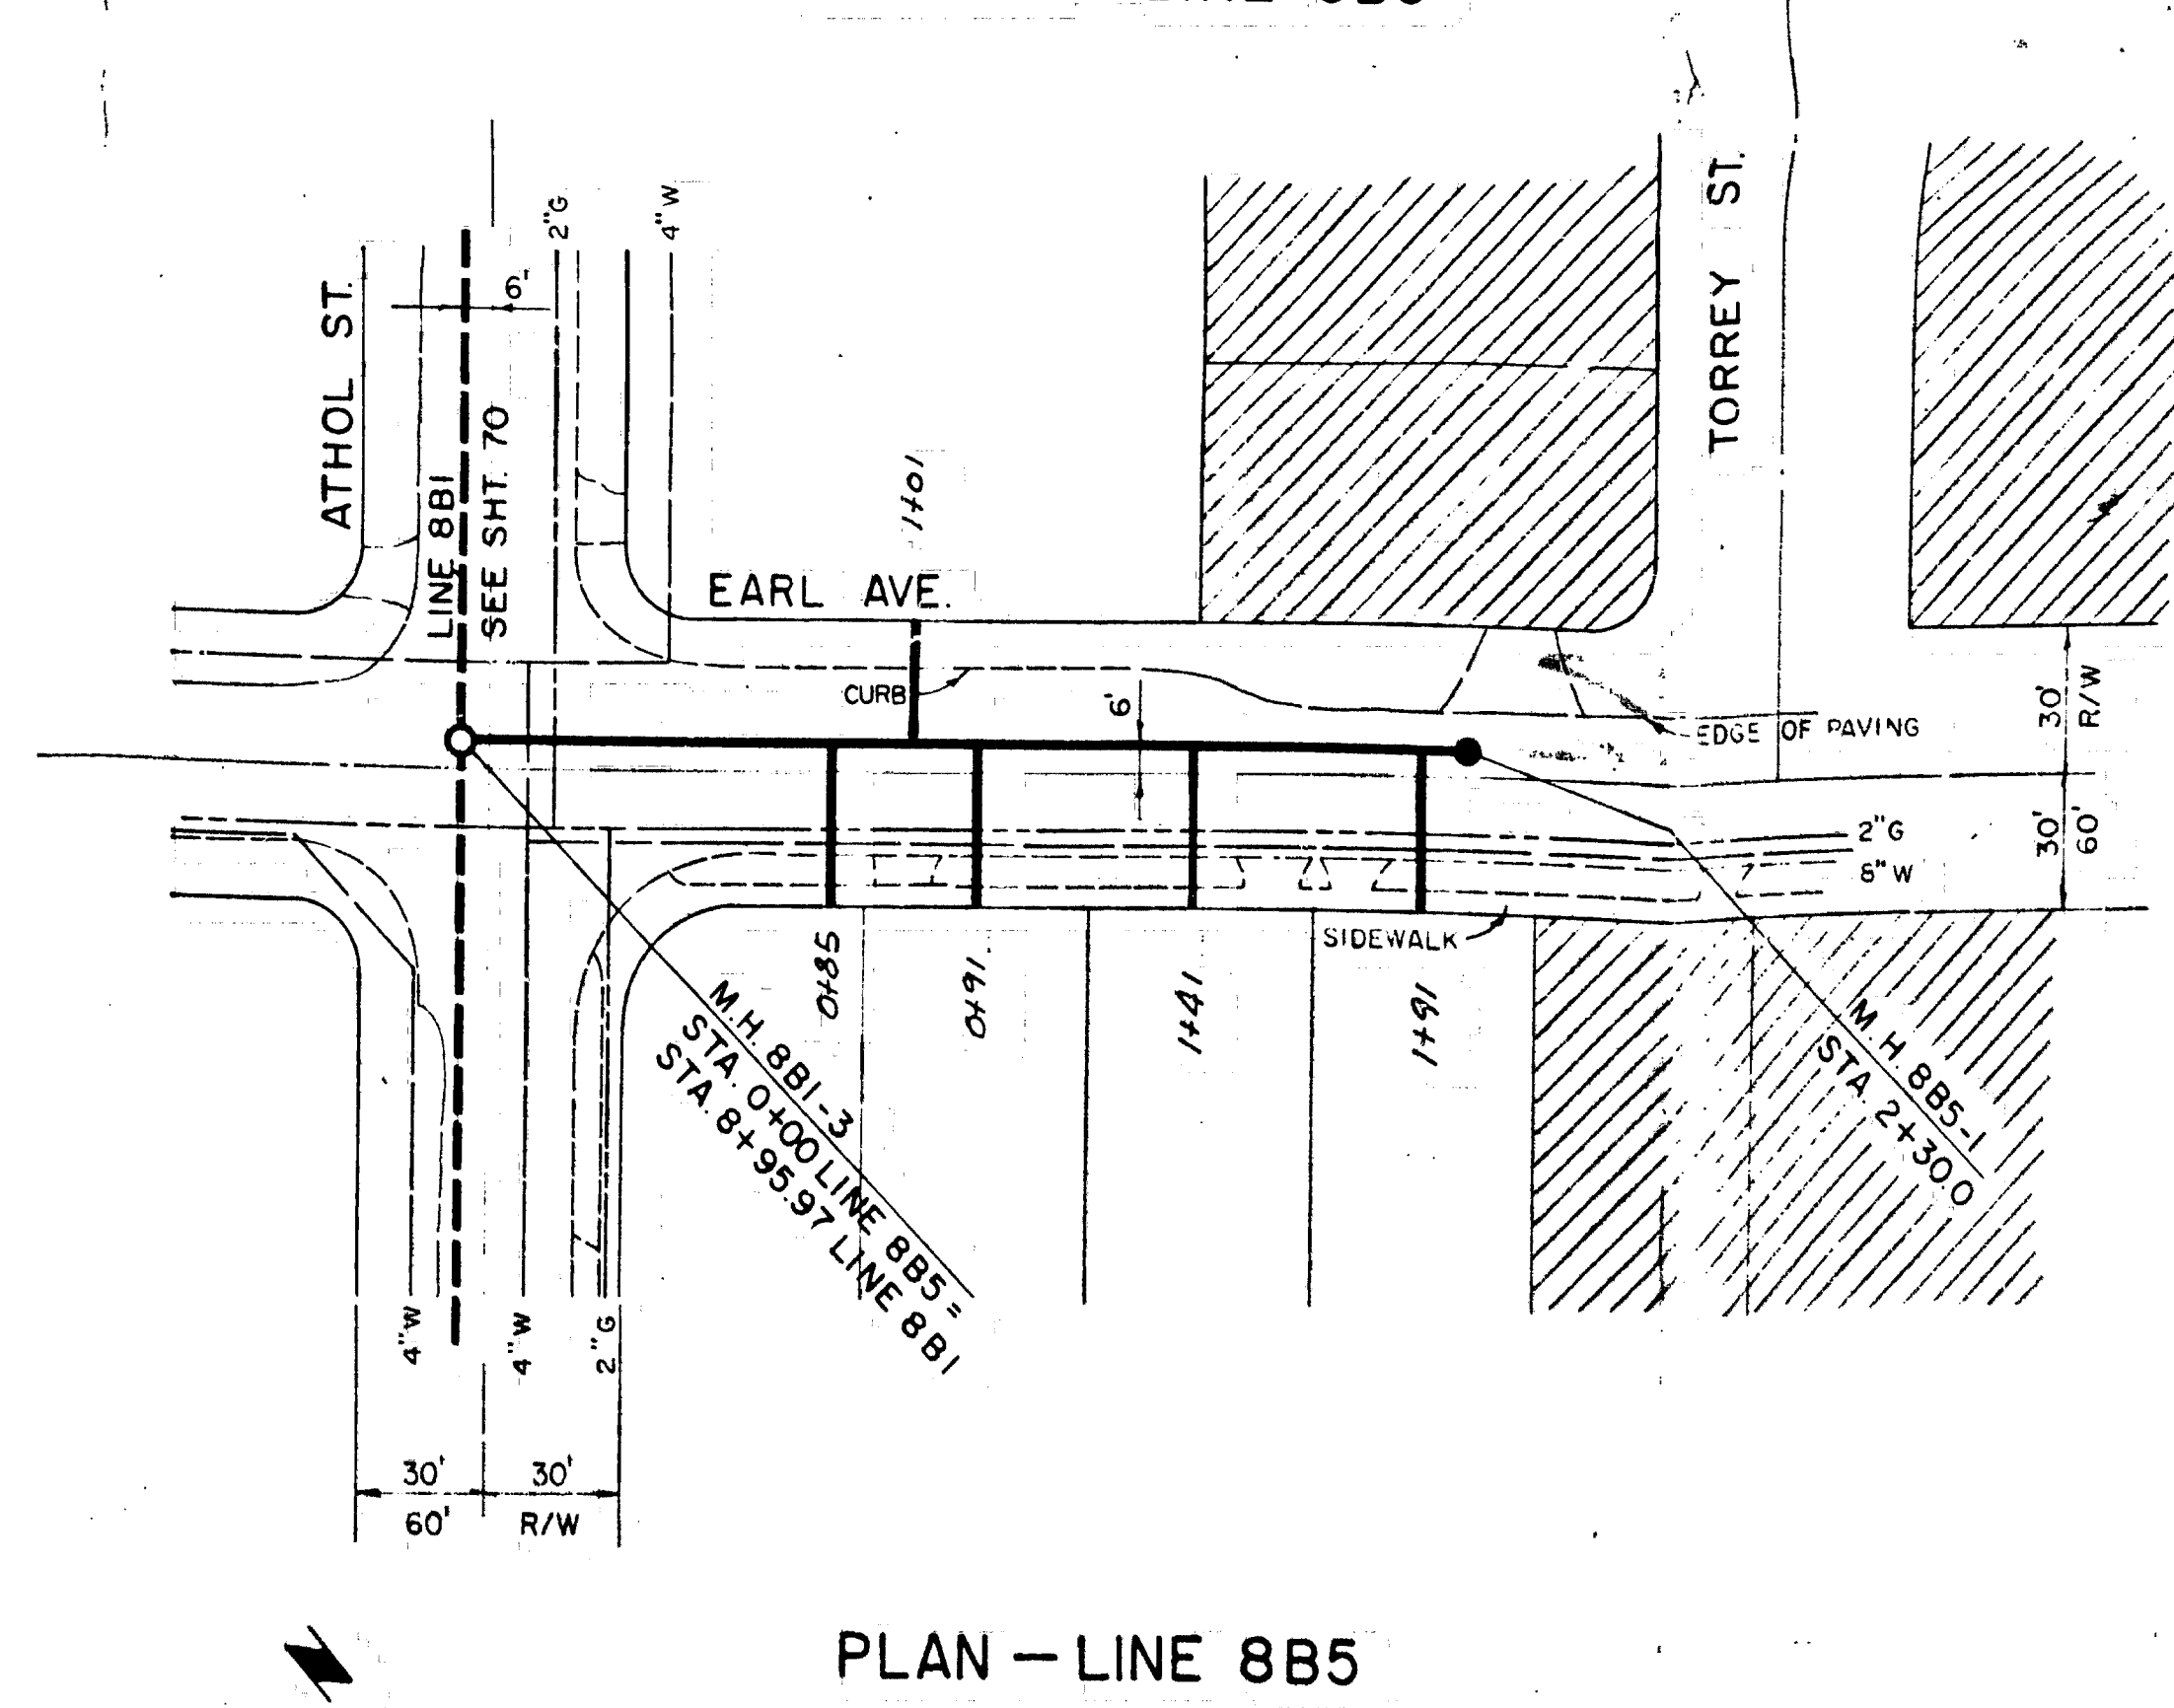 ATHOL ST.
LINE 8B1
SEE SHT. 70
6'
2"G
4"W
1+01
EARL AVE.
TORREY ST.
CURB
6'
EDGE OF PAVING
30'
R/W
30'
60'
2"G
8"W
SIDEWALK
0+85
0+91
1+41
1+91
M.H. 8B1-3
STA. 0+00 LINE 8B5 =
STA. 8+95.97 LINE 8B1
M.H. 8B5-1
STA. 2+30.0
4"W
4"W
2"G
30'
30'
60'
R/W
PLAN — LINE 8B5